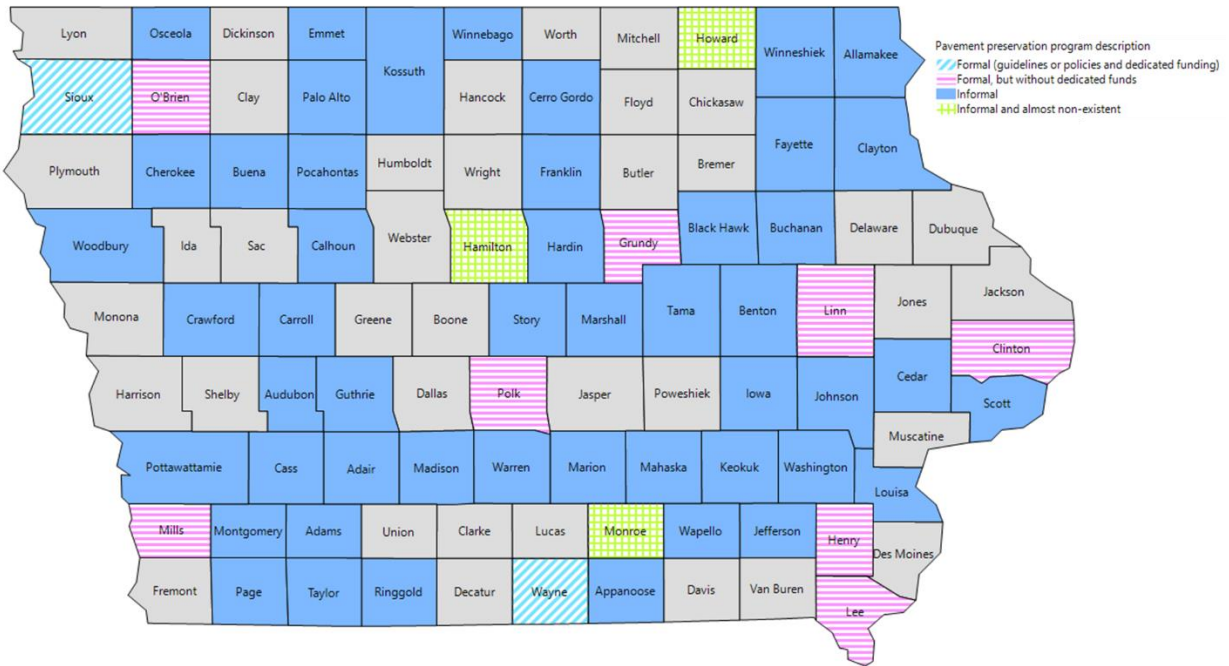 Lyon
Osceola
Dickinson
Emmet
Winnebago
Worth
Mitchell
Howard
Winneshiek
Allamakee
Kossuth
Pavement preservation program description
Formal (guidelines or policies and dedicated funding)
Formal, but without dedicated funds
Informal
Informal and almost non-existent
Sioux
O'Brien
Clay
Palo Alto
Hancock
Cerro Gordo
Floyd
Chickasaw
Fayette
Clayton
Plymouth
Cherokee
Buena
Pocahontas
Humboldt
Wright
Franklin
Butler
Bremer
Woodbury
Ida
Sac
Calhoun
Webster
Hamilton
Hardin
Grundy
Black Hawk
Buchanan
Delaware
Dubuque
Monona
Crawford
Carroll
Greene
Boone
Story
Marshall
Tama
Benton
Linn
Jones
Jackson
Clinton
Harrison
Shelby
Audubon
Guthrie
Dallas
Polk
Jasper
Poweshiek
Iowa
Johnson
Cedar
Scott
Muscatine
Pottawattamie
Cass
Adair
Madison
Warren
Marion
Mahaska
Keokuk
Washington
Louisa
Mills
Montgomery
Adams
Union
Clarke
Lucas
Monroe
Wapello
Jefferson
Henry
Des Moines
Fremont
Page
Taylor
Ringgold
Decatur
Wayne
Appanoose
Davis
Van Buren
Lee